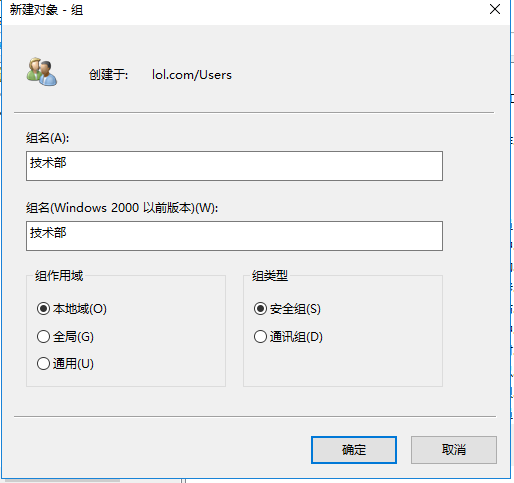 新建对象 - 组
创建于: lol.com/Users
组名(A):
技术部
组名(Windows 2000 以前版本)(W):
技术部
组作用域
本地域(O)
全局(G)
通用(U)
组类型
安全组(S)
通讯组(D)
确定
取消